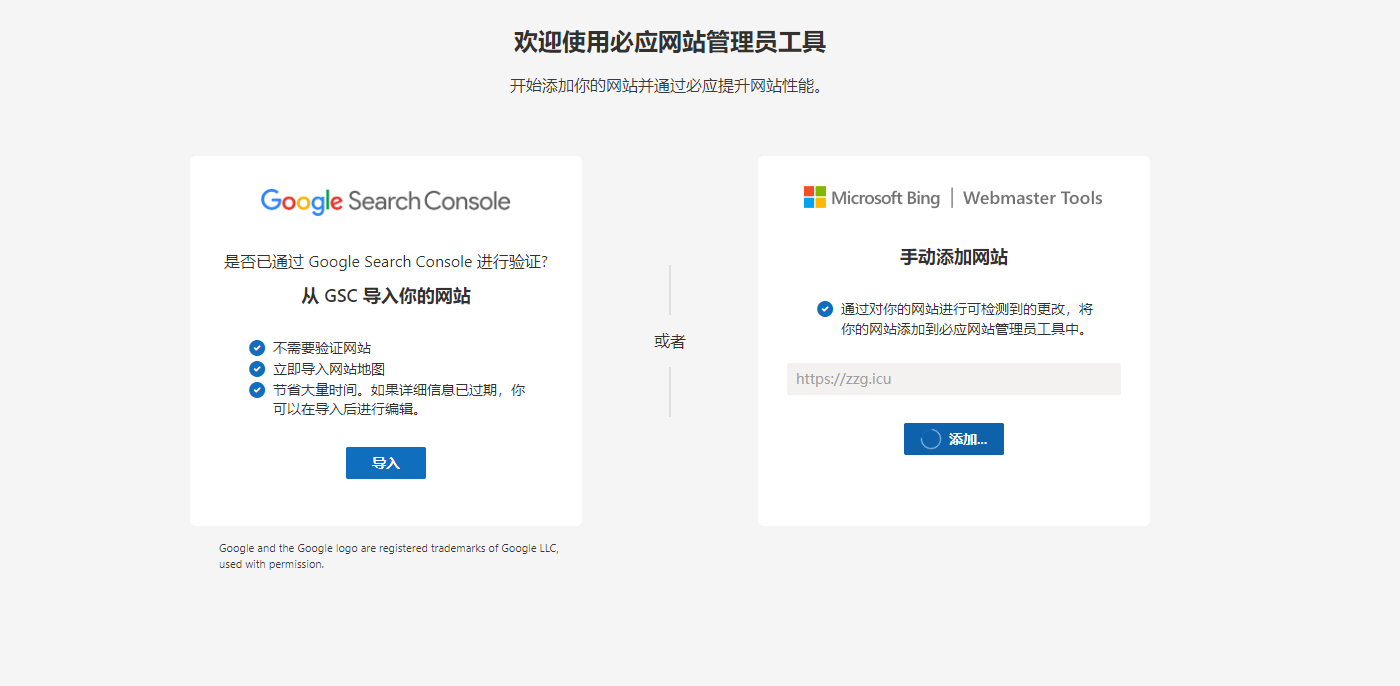 欢迎使用必应网站管理员工具
开始添加你的网站并通过必应提升网站性能。
Google Search Console
是否已通过 Google Search Console 进行验证?
从 GSC 导入你的网站
不需要验证网站
立即导入网站地图
节省大量时间。如果详细信息已过期，你
可以在导入后进行编辑。
导入
Google and the Google logo are registered trademarks of Google LLC,
used with permission.
或者
Microsoft Bing | Webmaster Tools
手动添加网站
通过对你的网站进行可检测到的更改，将
你的网站添加到必应网站管理员工具中。
https://zzg.icu
添加...